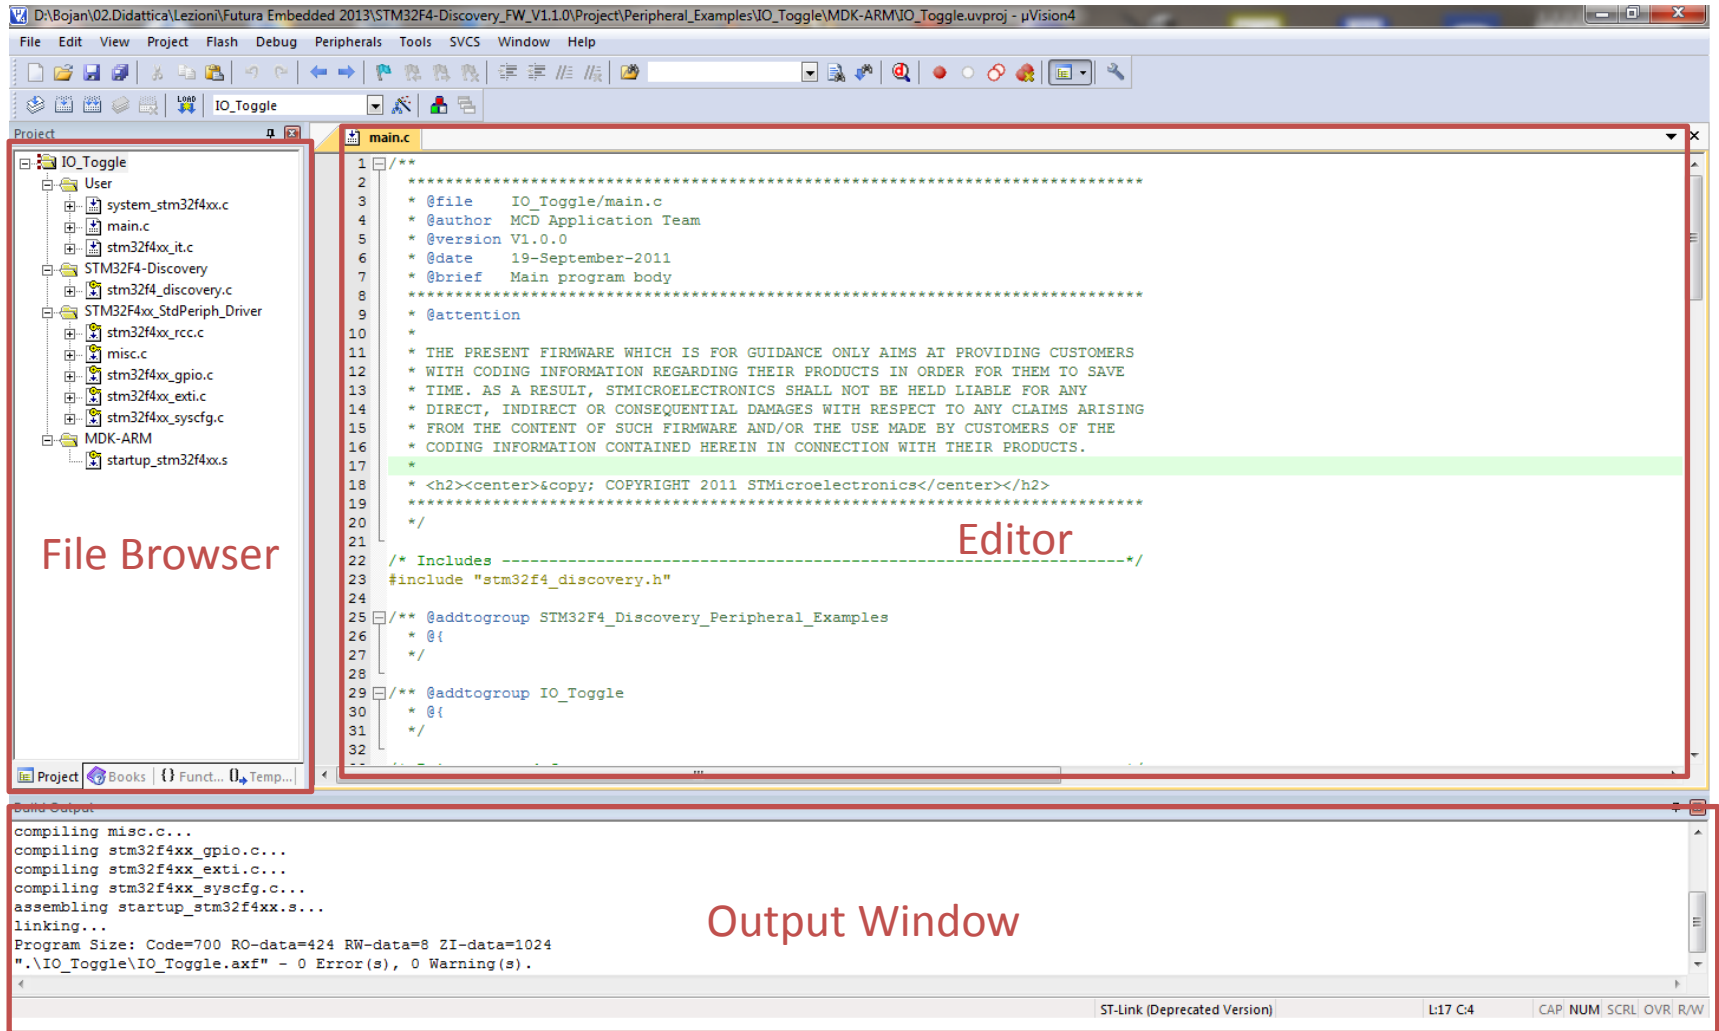 D:\Bojan\02.Didattica\Lezioni\Futura Embedded 2013\STM32F4-Discovery_FW_V1.1.0\Project\Peripheral_Examples\IO_Toggle\MDK-ARM\IO_Toggle.uvproj - µVision4
File Edit View Project Flash Debug Peripherals Tools SVCS Window Help
LOAD IO_Toggle
Project
IO_Toggle
User
system_stm32f4xx.c
main.c
stm32f4xx_it.c
STM32F4-Discovery
stm32f4_discovery.c
STM32F4xx_StdPeriph_Driver
stm32f4xx_rcc.c
misc.c
stm32f4xx_gpio.c
stm32f4xx_exti.c
stm32f4xx_syscfg.c
MDK-ARM
startup_stm32f4xx.s
File Browser
Project Books {} Funct... Temp...
main.c
1 /**
2 ******************************************************************************
3 * @file    IO_Toggle/main.c
4 * @author  MCD Application Team
5 * @version V1.0.0
6 * @date    19-September-2011
7 * @brief   Main program body
8 ******************************************************************************
9 * @attention
10 *
11 * THE PRESENT FIRMWARE WHICH IS FOR GUIDANCE ONLY AIMS AT PROVIDING CUSTOMERS
12 * WITH CODING INFORMATION REGARDING THEIR PRODUCTS IN ORDER FOR THEM TO SAVE
13 * TIME. AS A RESULT, STMICROELECTRONICS SHALL NOT BE HELD LIABLE FOR ANY
14 * DIRECT, INDIRECT OR CONSEQUENTIAL DAMAGES WITH RESPECT TO ANY CLAIMS ARISING
15 * FROM THE CONTENT OF SUCH FIRMWARE AND/OR THE USE MADE BY CUSTOMERS OF THE
16 * CODING INFORMATION CONTAINED HEREIN IN CONNECTION WITH THEIR PRODUCTS.
17 *
18 * <h2><center>&copy; COPYRIGHT 2011 STMicroelectronics</center></h2>
19 ******************************************************************************
20 */
21
Editor
22 /* Includes ------------------------------------------------------------------*/
23 #include "stm32f4_discovery.h"
24
25 /** @addtogroup STM32F4_Discovery_Peripheral_Examples
26 * @{
27 */
28
29 /** @addtogroup IO_Toggle
30 * @{
31 */
32
Build Output
compiling misc.c...
compiling stm32f4xx_gpio.c...
compiling stm32f4xx_exti.c...
compiling stm32f4xx_syscfg.c...
assembling startup_stm32f4xx.s...
linking...
Program Size: Code=700 RO-data=424 RW-data=8 ZI-data=1024
".\IO_Toggle\IO_Toggle.axf" - 0 Error(s), 0 Warning(s).
Output Window
ST-Link (Deprecated Version) L:17 C:4 CAP NUM SCRL OVR R/W